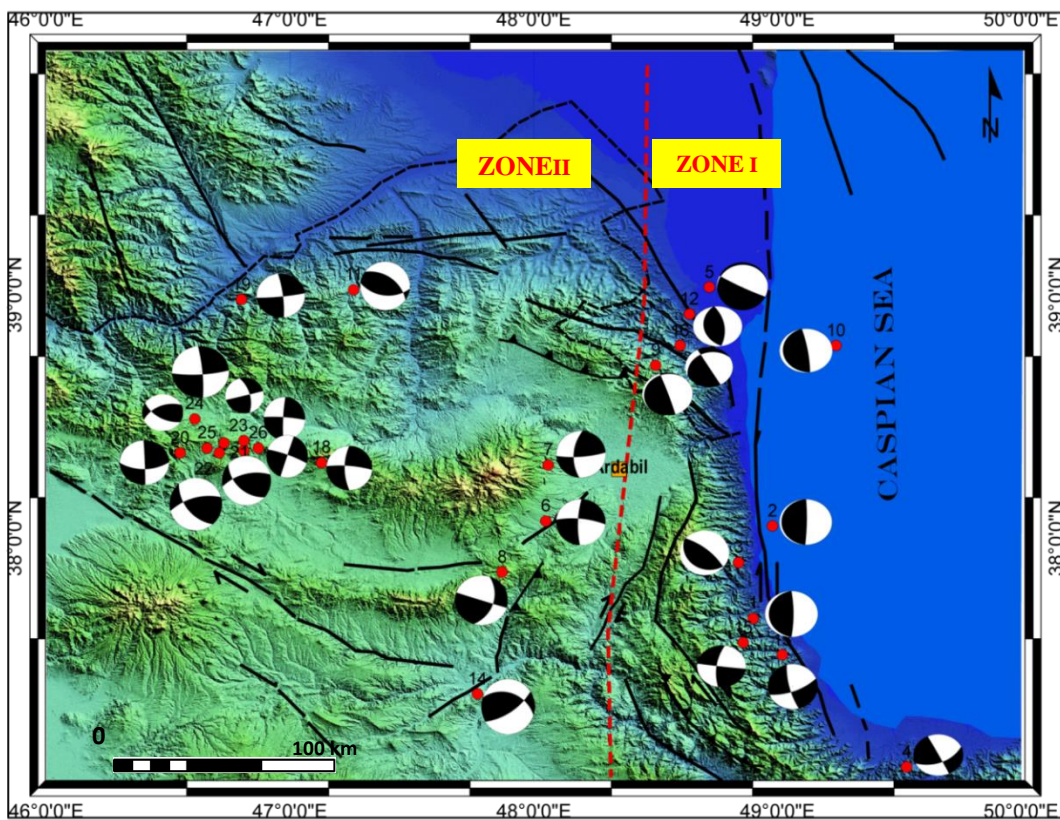 46°0'0"E
47°0'0"E
48°0'0"E
49°0'0"E
50°0'0"E
N
ZONEII
ZONE I
39°0'0"N
39°0'0"N
5
19
11
12
10
CASPIAN SEA
20
25
23
26
22
18
7
Ardabil
6
2
38°0'0"N
38°0'0"N
8
14
4
0
100 km
46°0'0"E
47°0'0"E
48°0'0"E
49°0'0"E
50°0'0"E